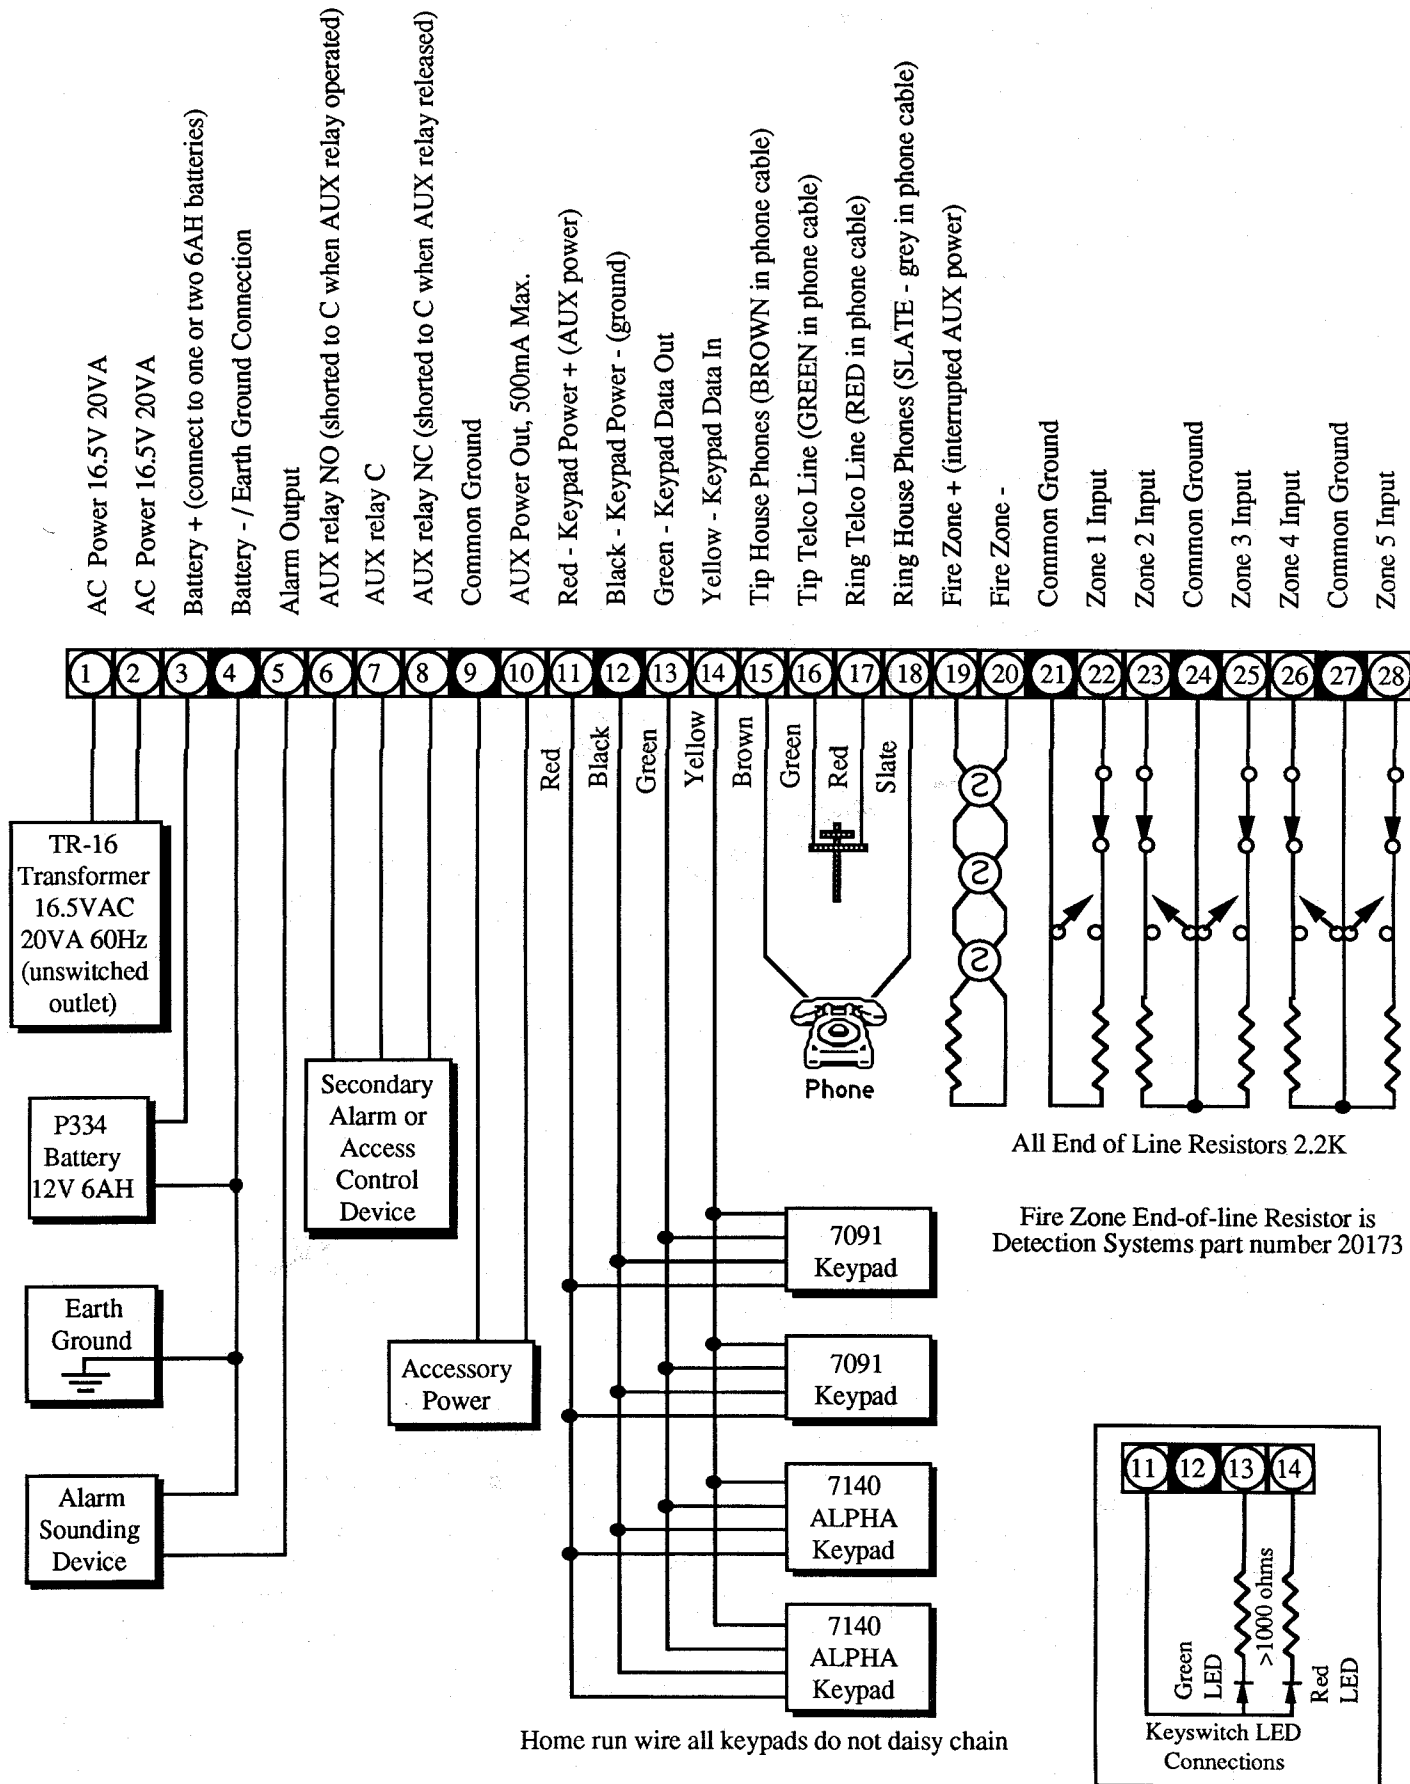 AC Power 16.5V 20VA
AC Power 16.5V 20VA
Battery + (connect to one or two 6AH batteries)
Battery - / Earth Ground Connection
Alarm Output
AUX relay NO (shorted to C when AUX relay operated)
AUX relay C
AUX relay NC (shorted to C when AUX relay released)
Common Ground
AUX Power Out, 500mA Max.
Red - Keypad Power + (AUX power)
Black - Keypad Power - (ground)
Green - Keypad Data Out
Yellow - Keypad Data In
Tip House Phones (BROWN in phone cable)
Tip Telco Line (GREEN in phone cable)
Ring Telco Line (RED in phone cable)
Ring House Phones (SLATE - grey in phone cable)
Fire Zone + (interrupted AUX power)
Fire Zone -
Common Ground
Zone 1 Input
Zone 2 Input
Common Ground
Zone 3 Input
Zone 4 Input
Common Ground
Zone 5 Input
1 2 3 4 5 6 7 8 9 10 11 12 13 14 15 16 17 18 19 20 21 22 23 24 25 26 27 28
Red
Black
Green
Yellow
Brown
Green
Red
Slate
TR-16
Transformer
16.5VAC
20VA 60Hz
(unswitched
outlet)
P334
Battery
12V 6AH
Earth
Ground
Alarm
Sounding
Device
Secondary
Alarm or
Access
Control
Device
Accessory
Power
Phone
All End of Line Resistors 2.2K
Fire Zone End-of-line Resistor is
Detection Systems part number 20173
7091
Keypad
7091
Keypad
7140
ALPHA
Keypad
7140
ALPHA
Keypad
Home run wire all keypads do not daisy chain
11 12 13 14
Green
LED
>1000 ohms
Red
LED
Keyswitch LED
Connections